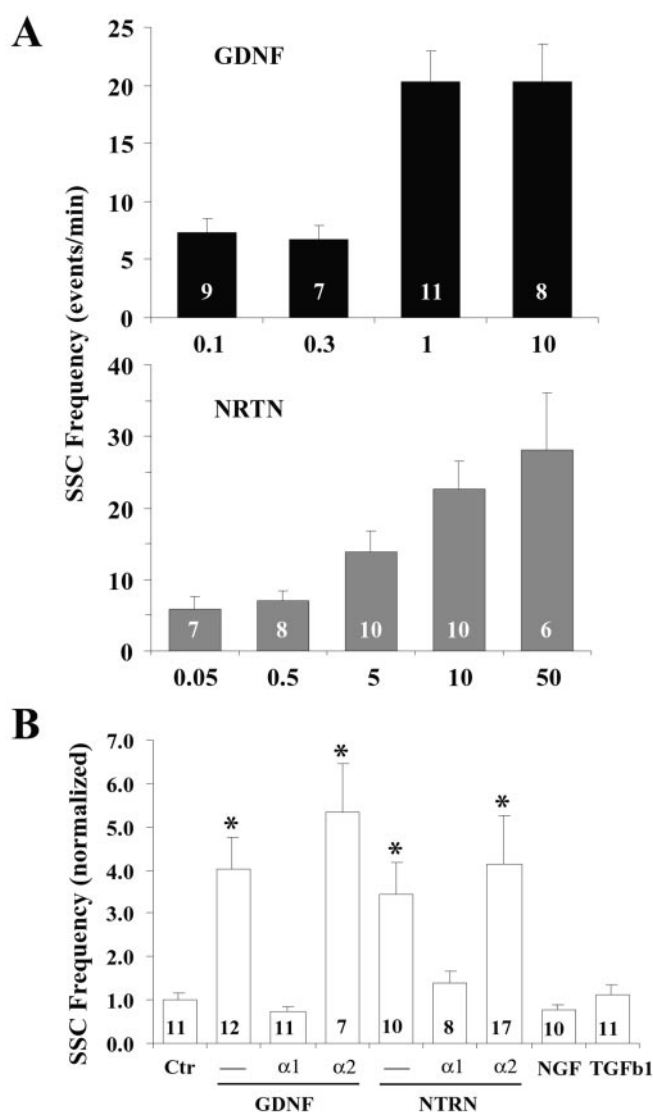 A
GDNF
SSC Frequency (events/min)
25
20
15
10
5
0
9 7 11 8
0.1 0.3 1 10
NRTN
40
30
20
10
0
7 8 10 10 6
0.05 0.5 5 10 50
B
SSC Frequency (normalized)
7.0
6.0
5.0
4.0
3.0
2.0
1.0
0.0
* * * *
11 12 11 7 10 8 17 10 11
Ctr — α1 α2 — α1 α2 NGF TGFb1
GDNF NTRN